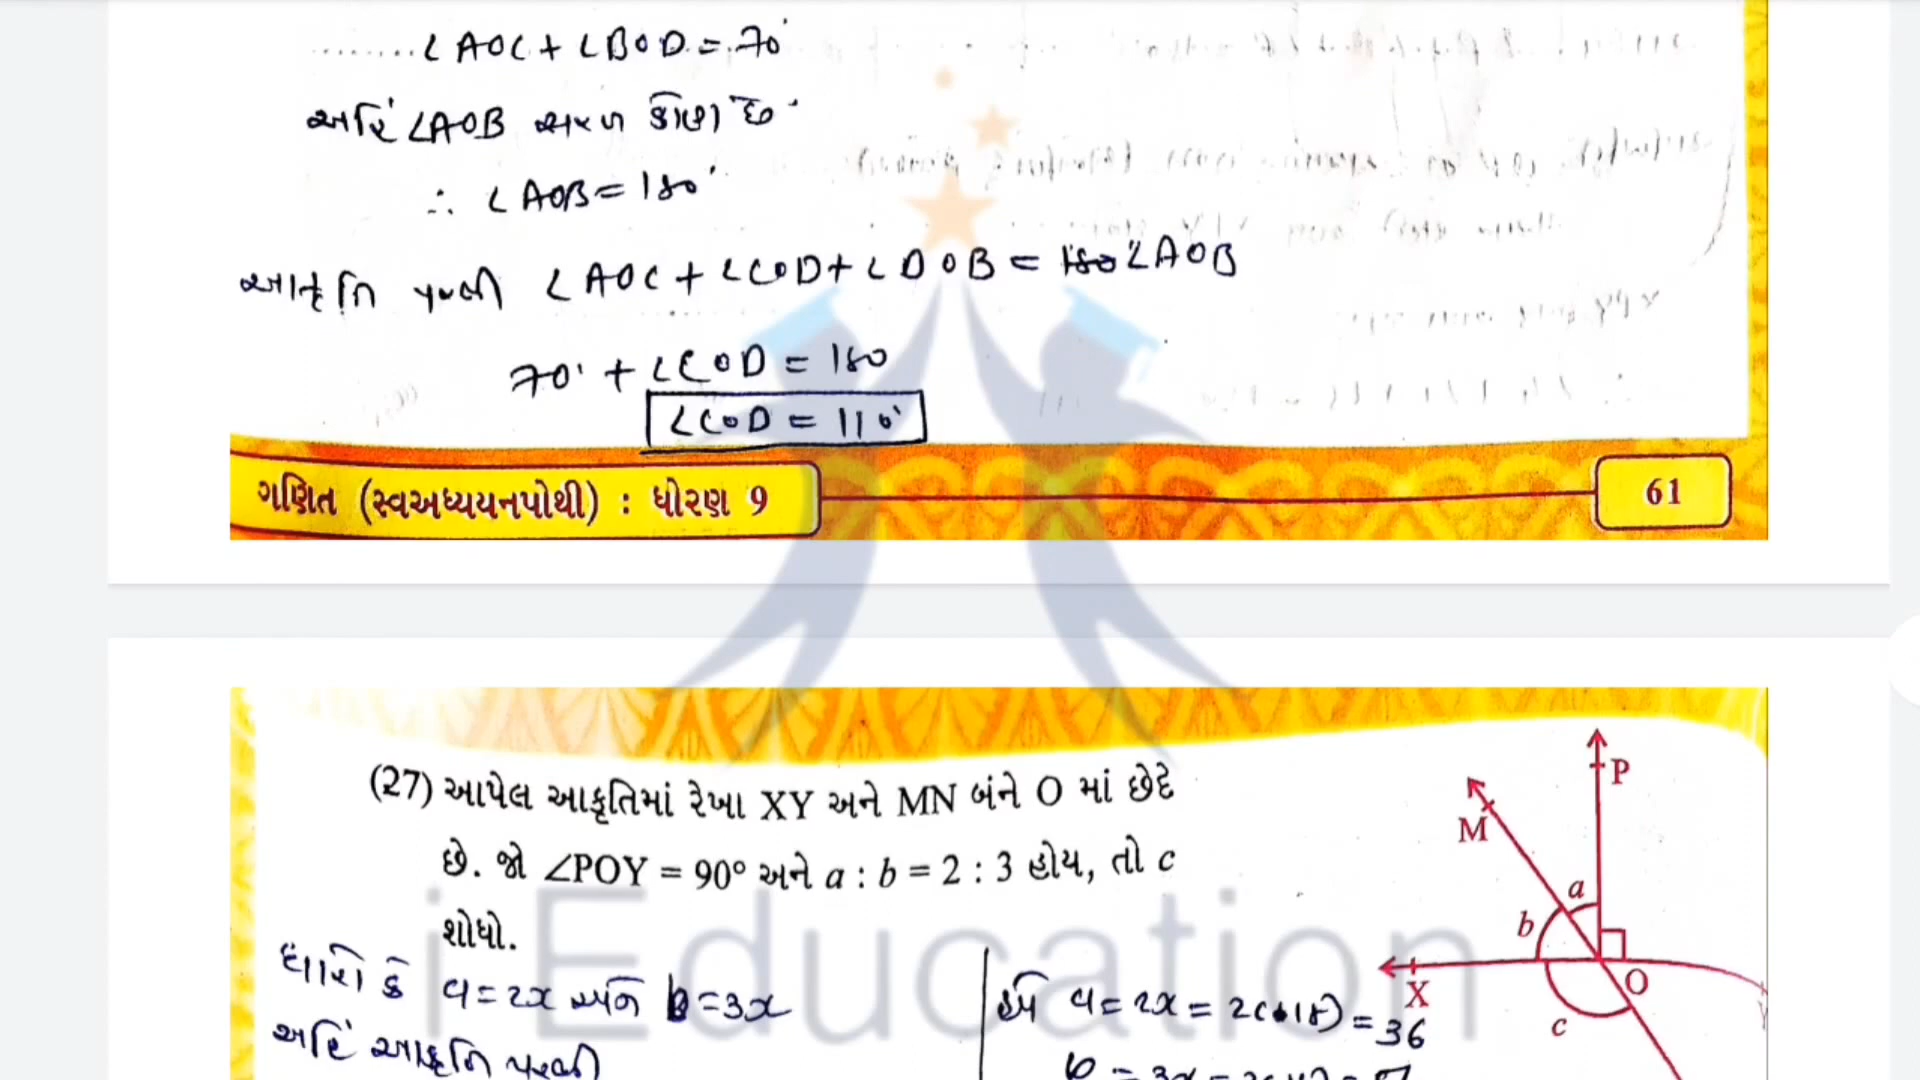 ∠AOC + ∠BOD = 70°
અહિં ∠AOB સરળ કોણ છે.
∴ ∠AOB = 180°
આકૃતિ પરથી ∠AOC + ∠COD + ∠DOB = 180 ∠AOB
70° + ∠COD = 180
∠COD = 110°
ગણિત (સ્વઅધ્યયનપોથી) : ધોરણ 9
61
(27) આપેલ આકૃતિમાં રેખા XY અને MN બંને O માં છેદે
છે. જો ∠POY = 90° અને a : b = 2 : 3 હોય, તો c
શોધો.
ધારો કે a = 2x અને b = 3x
અહિં આકૃતિ પરથી
હવે a = 2x = 2(18) = 36
P
M
a
b
X
O
c
i Education